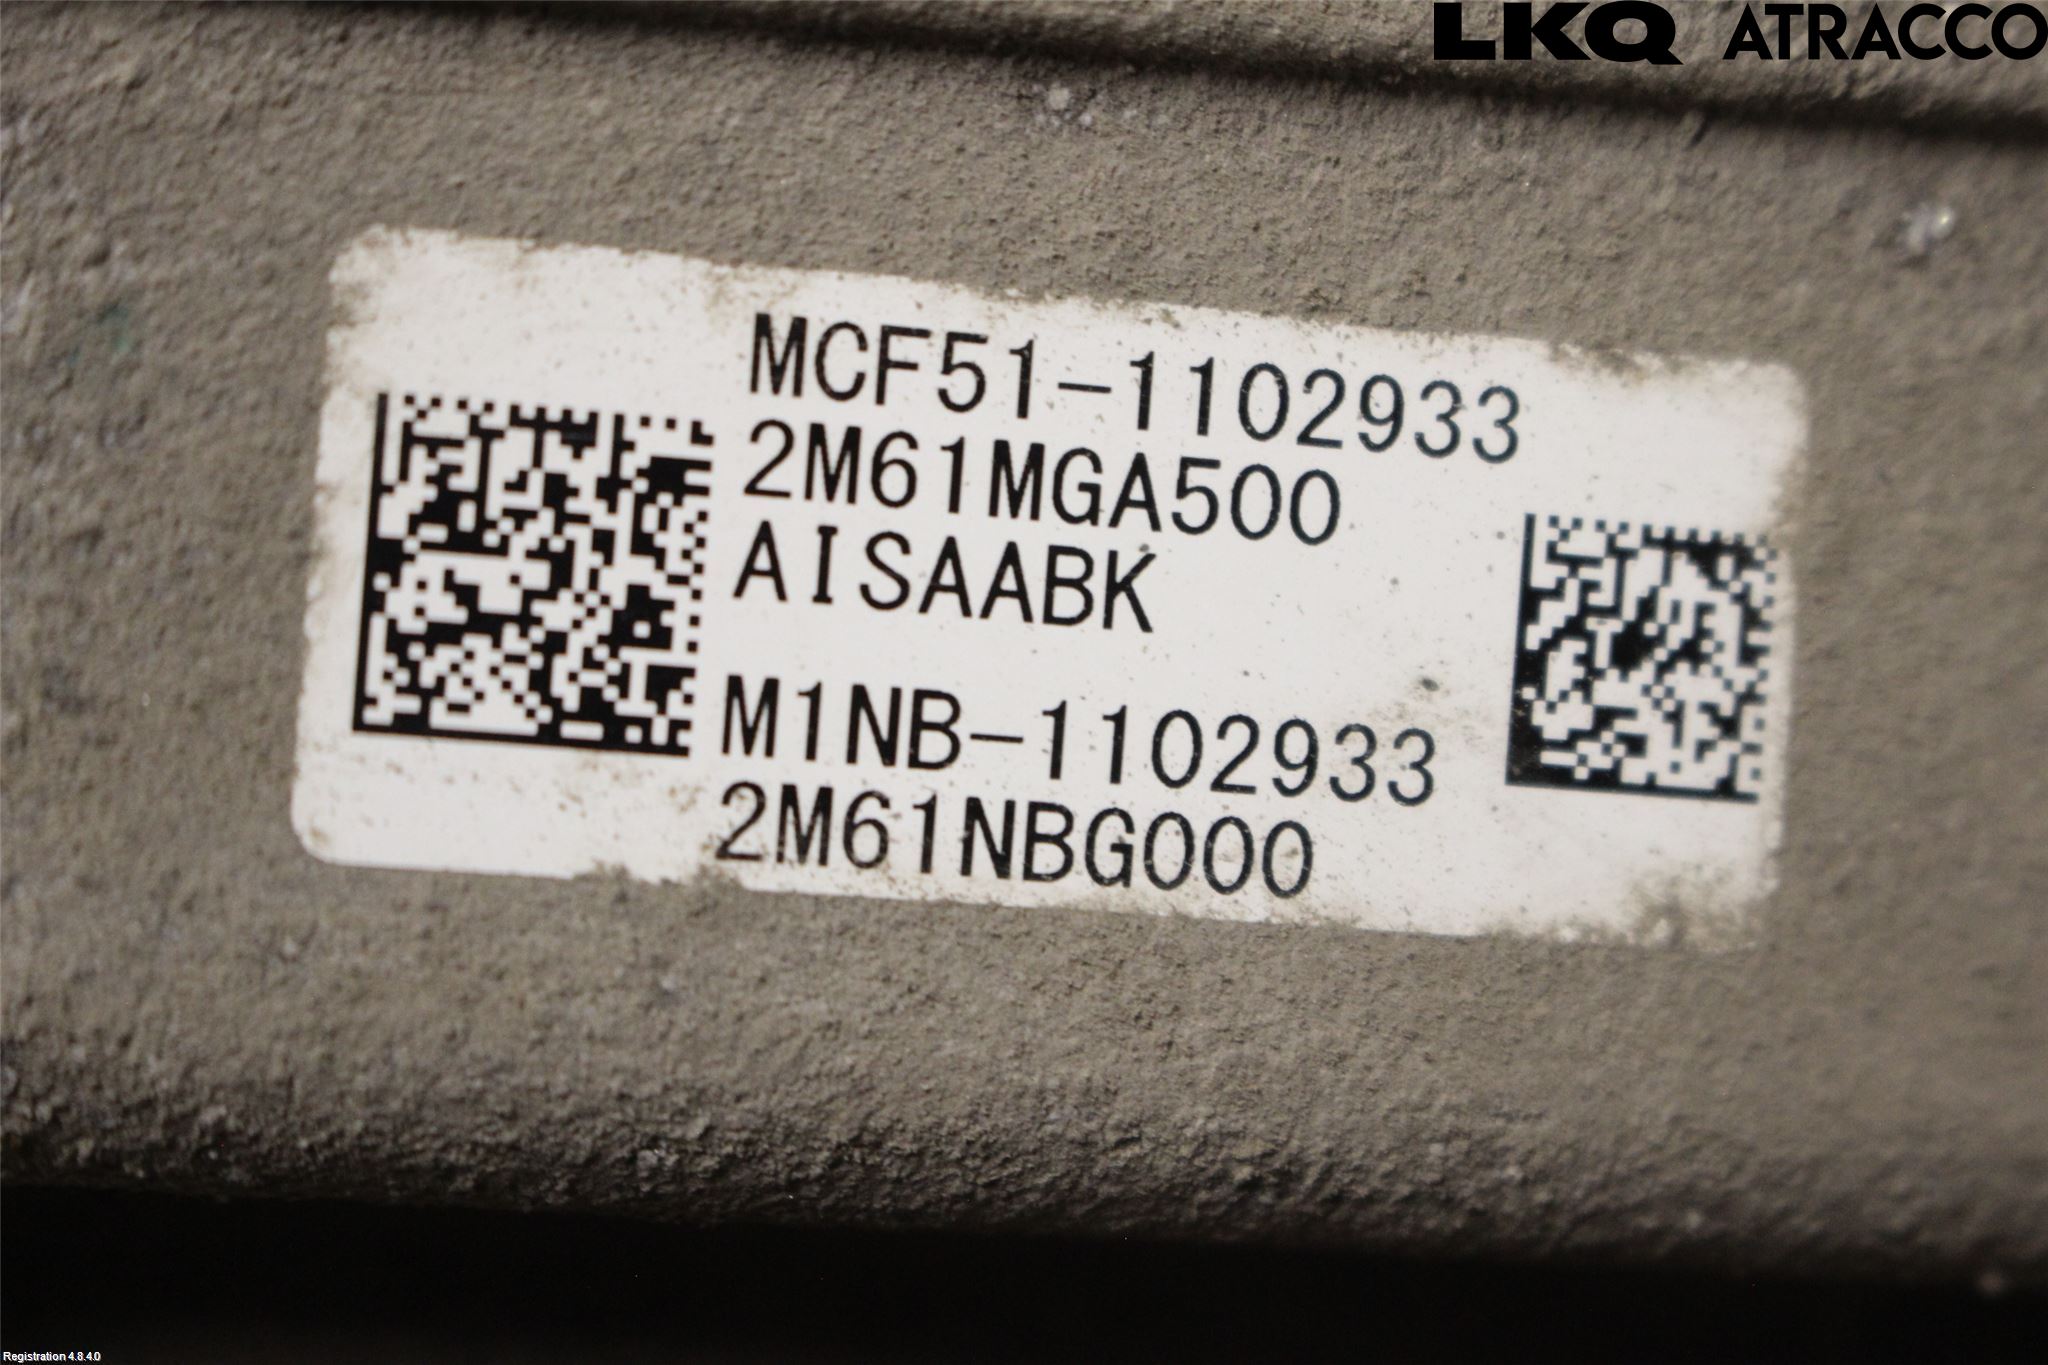 LKQ ATRACCO
MCF51-1102933
2M61MGA500
AISAABK
M1NB-1102933
2M61NBG000
Registration 4.8.4.0